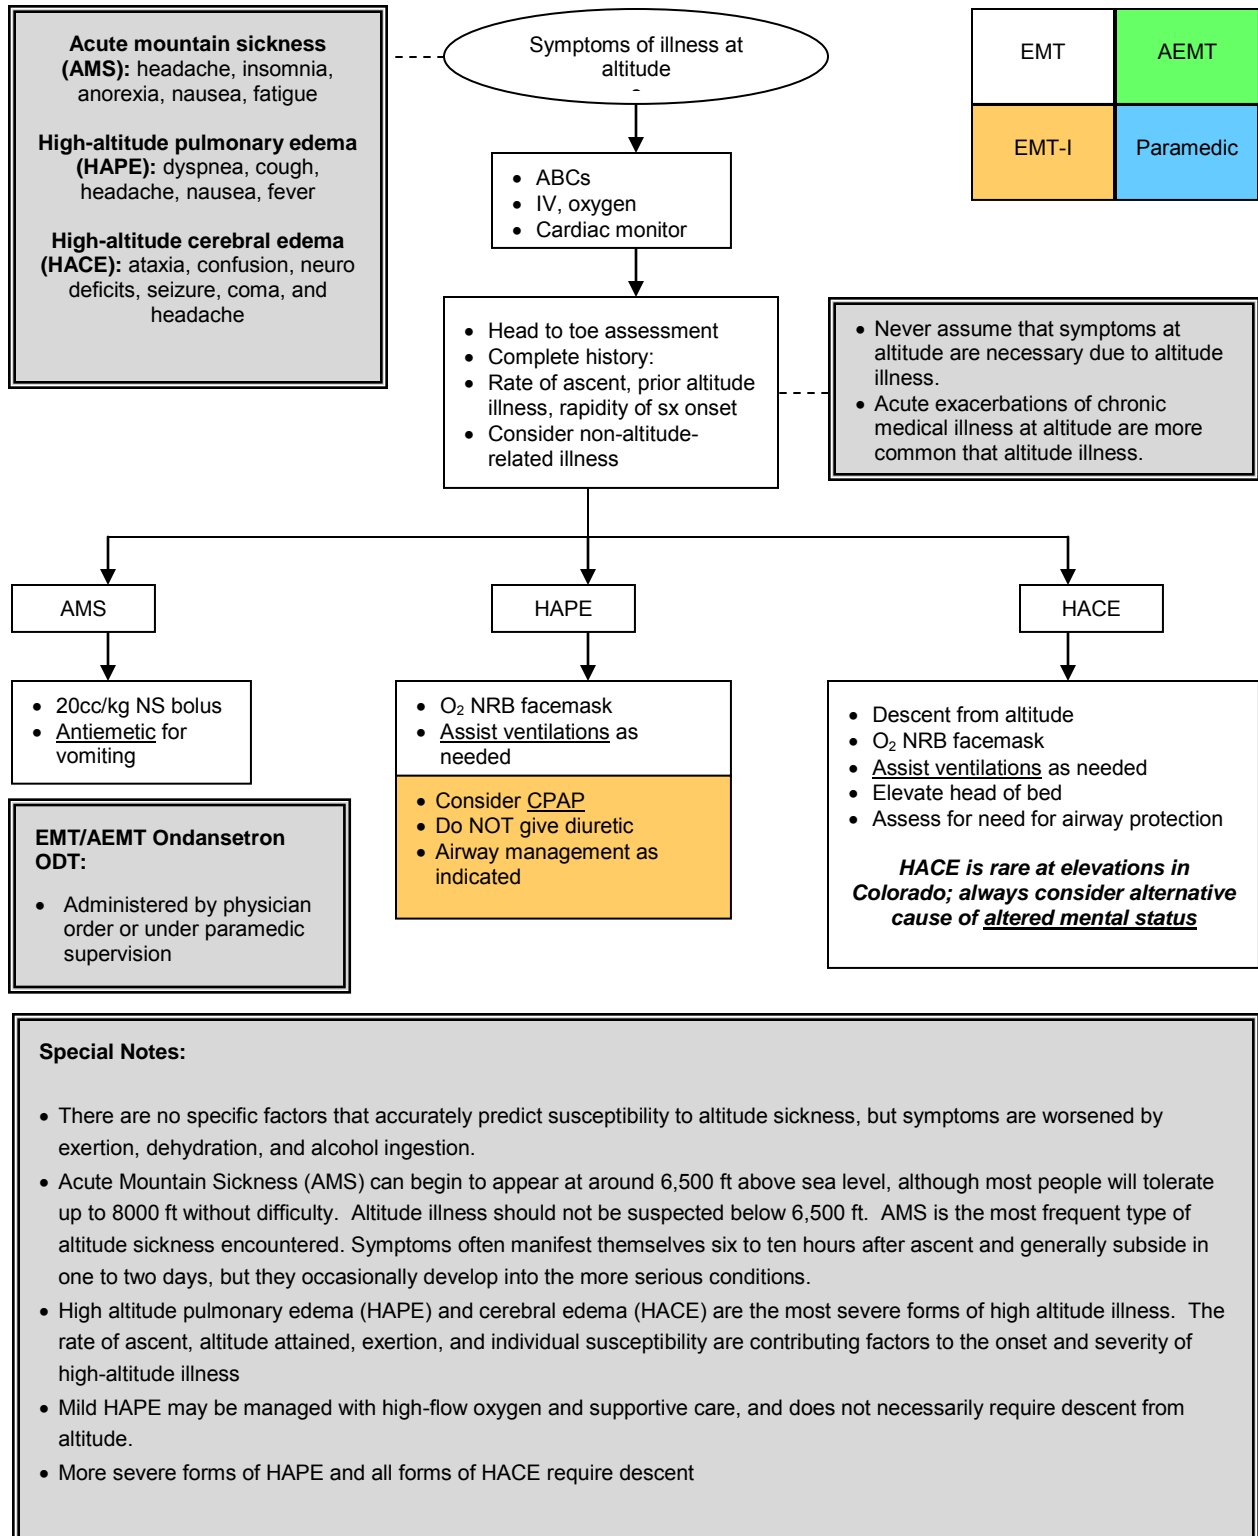 Acute mountain sickness
(AMS): headache, insomnia,
anorexia, nausea, fatigue
High-altitude pulmonary edema
(HAPE): dyspnea, cough,
headache, nausea, fever
High-altitude cerebral edema
(HACE): ataxia, confusion, neuro
deficits, seizure, coma, and
headache
Symptoms of illness at
altitude
EMT
AEMT
EMT-I
Paramedic
• ABCs
• IV, oxygen
• Cardiac monitor
• Head to toe assessment
• Complete history:
• Rate of ascent, prior altitude
illness, rapidity of sx onset
• Consider non-altitude-
related illness
• Never assume that symptoms at
altitude are necessary due to altitude
illness.
• Acute exacerbations of chronic
medical illness at altitude are more
common that altitude illness.
AMS
HAPE
HACE
• 20cc/kg NS bolus
• Antiemetic for
vomiting
EMT/AEMT Ondansetron
ODT:
• Administered by physician
order or under paramedic
supervision
• O₂ NRB facemask
• Assist ventilations as
needed
• Consider CPAP
• Do NOT give diuretic
• Airway management as
indicated
• Descent from altitude
• O₂ NRB facemask
• Assist ventilations as needed
• Elevate head of bed
• Assess for need for airway protection
HACE is rare at elevations in
Colorado; always consider alternative
cause of altered mental status
Special Notes:
• There are no specific factors that accurately predict susceptibility to altitude sickness, but symptoms are worsened by
exertion, dehydration, and alcohol ingestion.
• Acute Mountain Sickness (AMS) can begin to appear at around 6,500 ft above sea level, although most people will tolerate
up to 8000 ft without difficulty.  Altitude illness should not be suspected below 6,500 ft.  AMS is the most frequent type of
altitude sickness encountered. Symptoms often manifest themselves six to ten hours after ascent and generally subside in
one to two days, but they occasionally develop into the more serious conditions.
• High altitude pulmonary edema (HAPE) and cerebral edema (HACE) are the most severe forms of high altitude illness.  The
rate of ascent, altitude attained, exertion, and individual susceptibility are contributing factors to the onset and severity of
high-altitude illness
• Mild HAPE may be managed with high-flow oxygen and supportive care, and does not necessarily require descent from
altitude.
• More severe forms of HAPE and all forms of HACE require descent